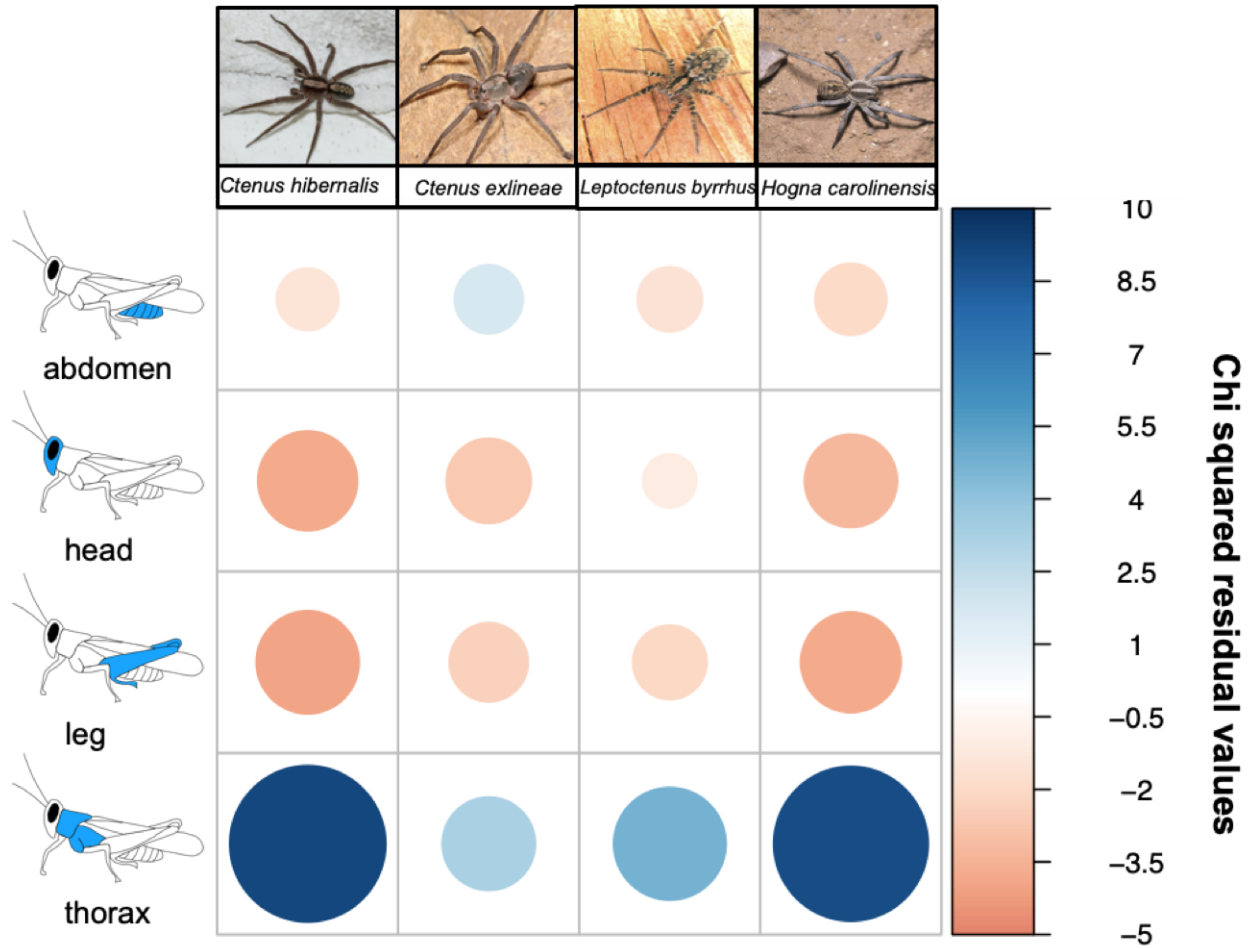 Ctenus hibernalis Ctenus exlineae Leptoctenus byrrhus Hogna carolinensis
abdomen
head
leg
thorax
10
8.5
7
5.5
4
2.5
1
−0.5
−2
−3.5
−5
Chi squared residual values